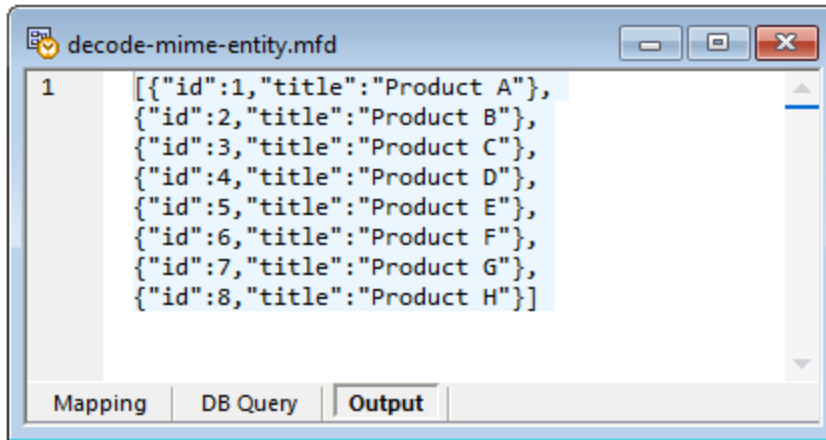 decode-mime-entity.mfd
1 [{"id":1,"title":"Product A"},
{"id":2,"title":"Product B"},
{"id":3,"title":"Product C"},
{"id":4,"title":"Product D"},
{"id":5,"title":"Product E"},
{"id":6,"title":"Product F"},
{"id":7,"title":"Product G"},
{"id":8,"title":"Product H"}]
Mapping DB Query Output